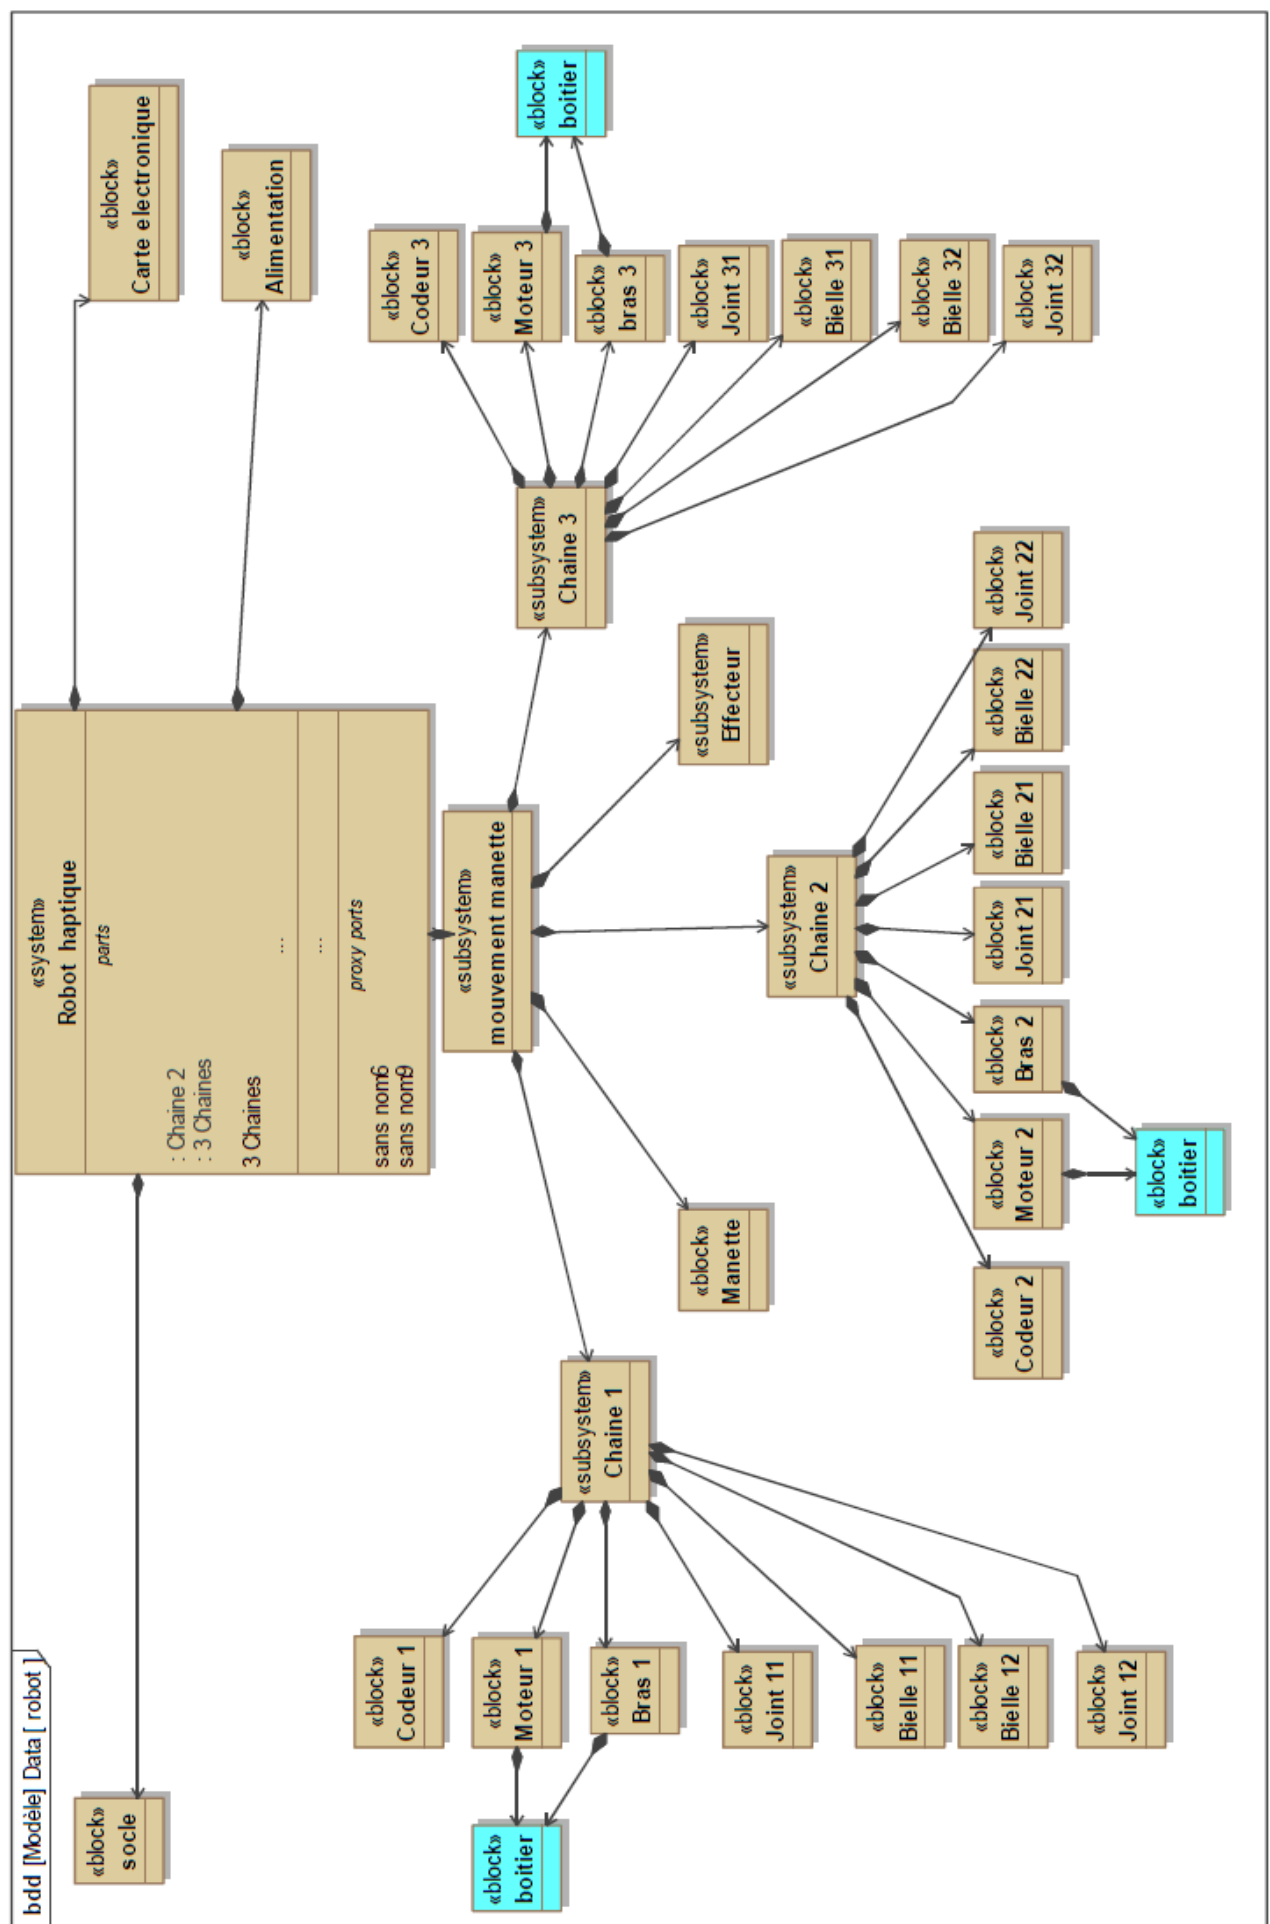 bdd [Modèle] Data [ robot ]
«system»
Robot haptique
parts
: Chaine 2
: 3 Chaines
3 Chaines
...
...
proxy ports
sans nom6
sans nom9
«block»
socle
«block»
Carte electronique
«block»
Alimentation
«subsystem»
mouvement manette
«subsystem»
Chaine 1
«block»
Manette
«subsystem»
Chaine 2
«subsystem»
Effecteur
«subsystem»
Chaine 3
«block»
Codeur 1
«block»
Moteur 1
«block»
boitier
«block»
Bras 1
«block»
Joint 11
«block»
Bielle 11
«block»
Bielle 12
«block»
Joint 12
«block»
Codeur 2
«block»
Moteur 2
«block»
Bras 2
«block»
Joint 21
«block»
Bielle 21
«block»
Bielle 22
«block»
Joint 22
«block»
boitier
«block»
Codeur 3
«block»
Moteur 3
«block»
boitier
«block»
bras 3
«block»
Joint 31
«block»
Bielle 31
«block»
Bielle 32
«block»
Joint 32